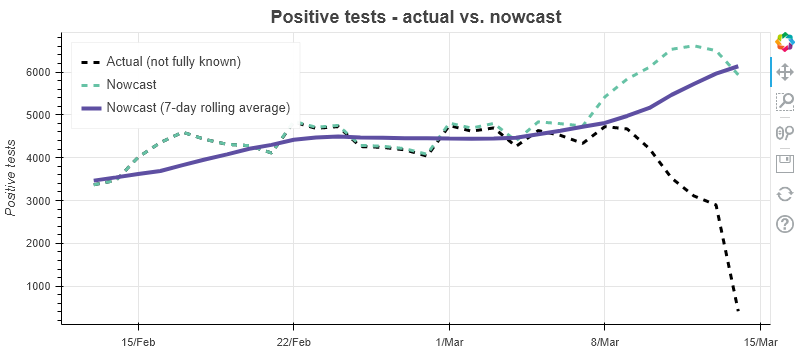 Positive tests - actual vs. nowcast
Actual (not fully known)
Nowcast
Nowcast (7-day rolling average)
Positive tests
6000
5000
4000
3000
2000
1000
15/Feb
22/Feb
1/Mar
8/Mar
15/Mar